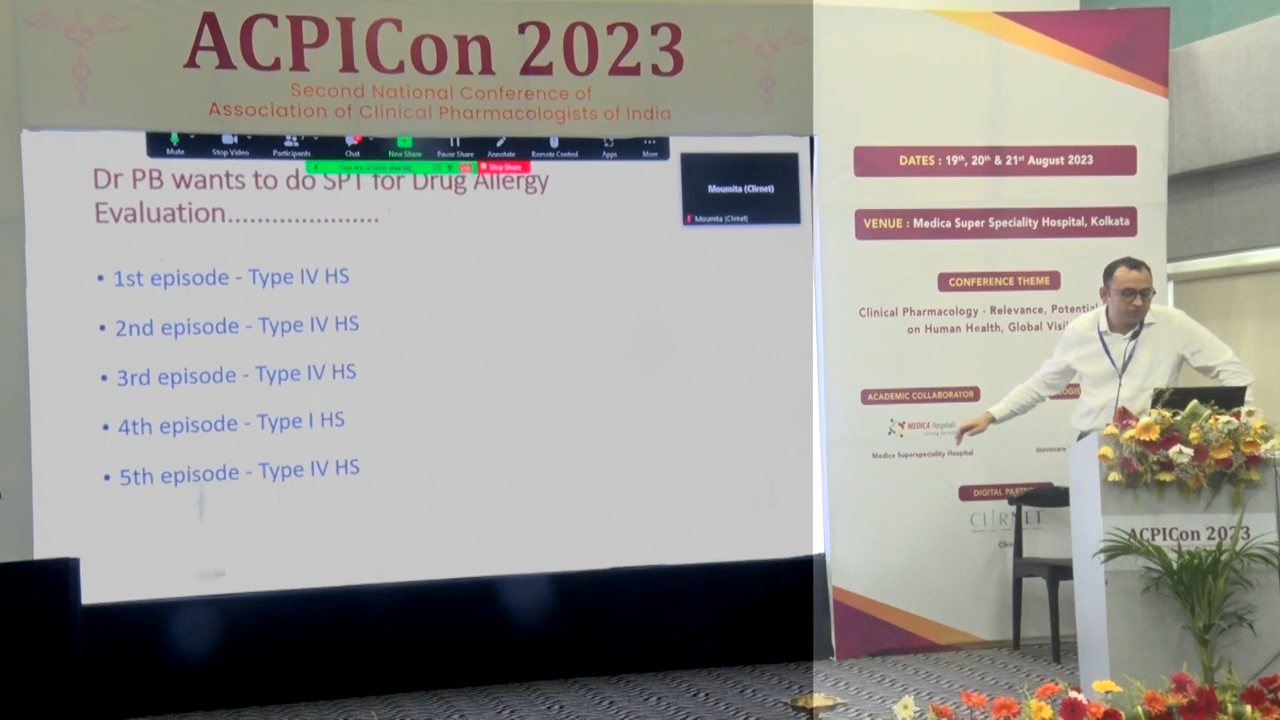 ACPICon 2023
Second National Conference of
Association of Clinical Pharmacologists of India
Mute
Stop Video
Participants
Chat
New Share
Pause Share
Annotate
Remote Control
Apps
More
Stop Share
Dr PB wants to do SPT for Drug Allergy
Evaluation.....................
Moumita (Clirnet)
Moumita (Clirnet)
• 1st episode - Type IV HS
• 2nd episode - Type IV HS
• 3rd episode - Type IV HS
• 4th episode - Type I HS
• 5th episode - Type IV HS
DATES : 19th, 20th & 21st August 2023
VENUE : Medica Super Speciality Hospital, Kolkata
CONFERENCE THEME
Clinical Pharmacology - Relevance, Potential
on Human Health, Global
ACADEMIC COLLABORATOR
MEDICA Hospitals
Medica Superspeciality Hospital
DIGITAL
CLIRNET
ACPICon 2023